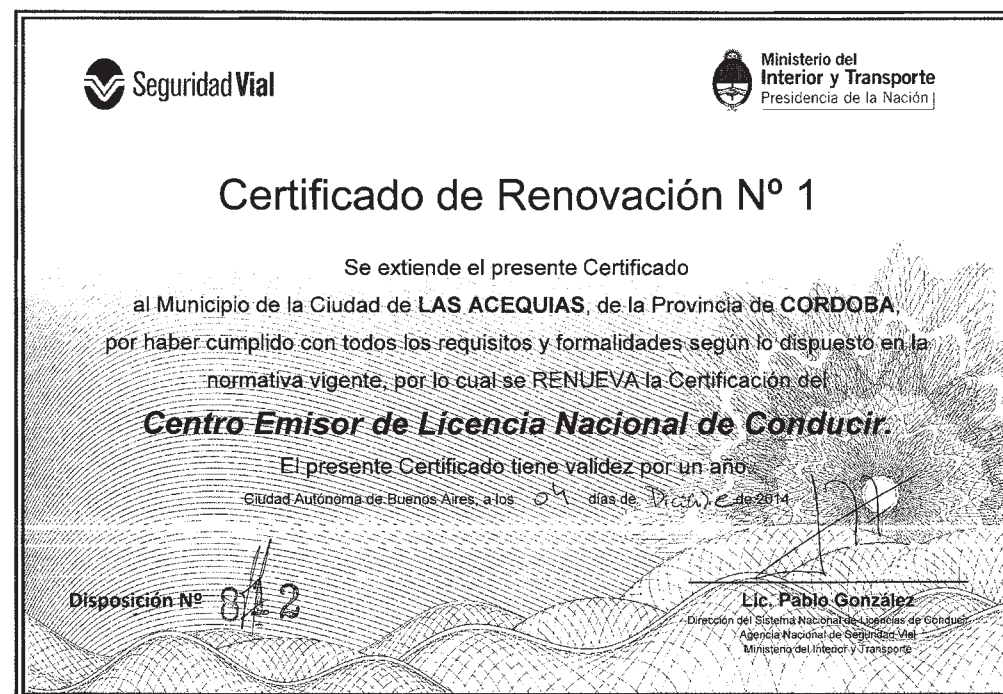 Seguridad Vial
Ministerio del
Interior y Transporte
Presidencia de la Nación
Certificado de Renovación Nº 1
Se extiende el presente Certificado
al Municipio de la Ciudad de LAS ACEQUIAS, de la Provincia de CORDOBA,
por haber cumplido con todos los requisitos y formalidades según lo dispuesto en la
normativa vigente, por lo cual se RENUEVA la Certificación del
Centro Emisor de Licencia Nacional de Conducir.
El presente Certificado tiene validez por un año.
Ciudad Autónoma de Buenos Aires, a los 04 días de de 2014
Disposición Nº 812
Lic. Pablo González
Dirección del Sistema Nacional de Licencias de Conducir
Agencia Nacional de Seguridad Vial
Ministerio del Interior y Transporte